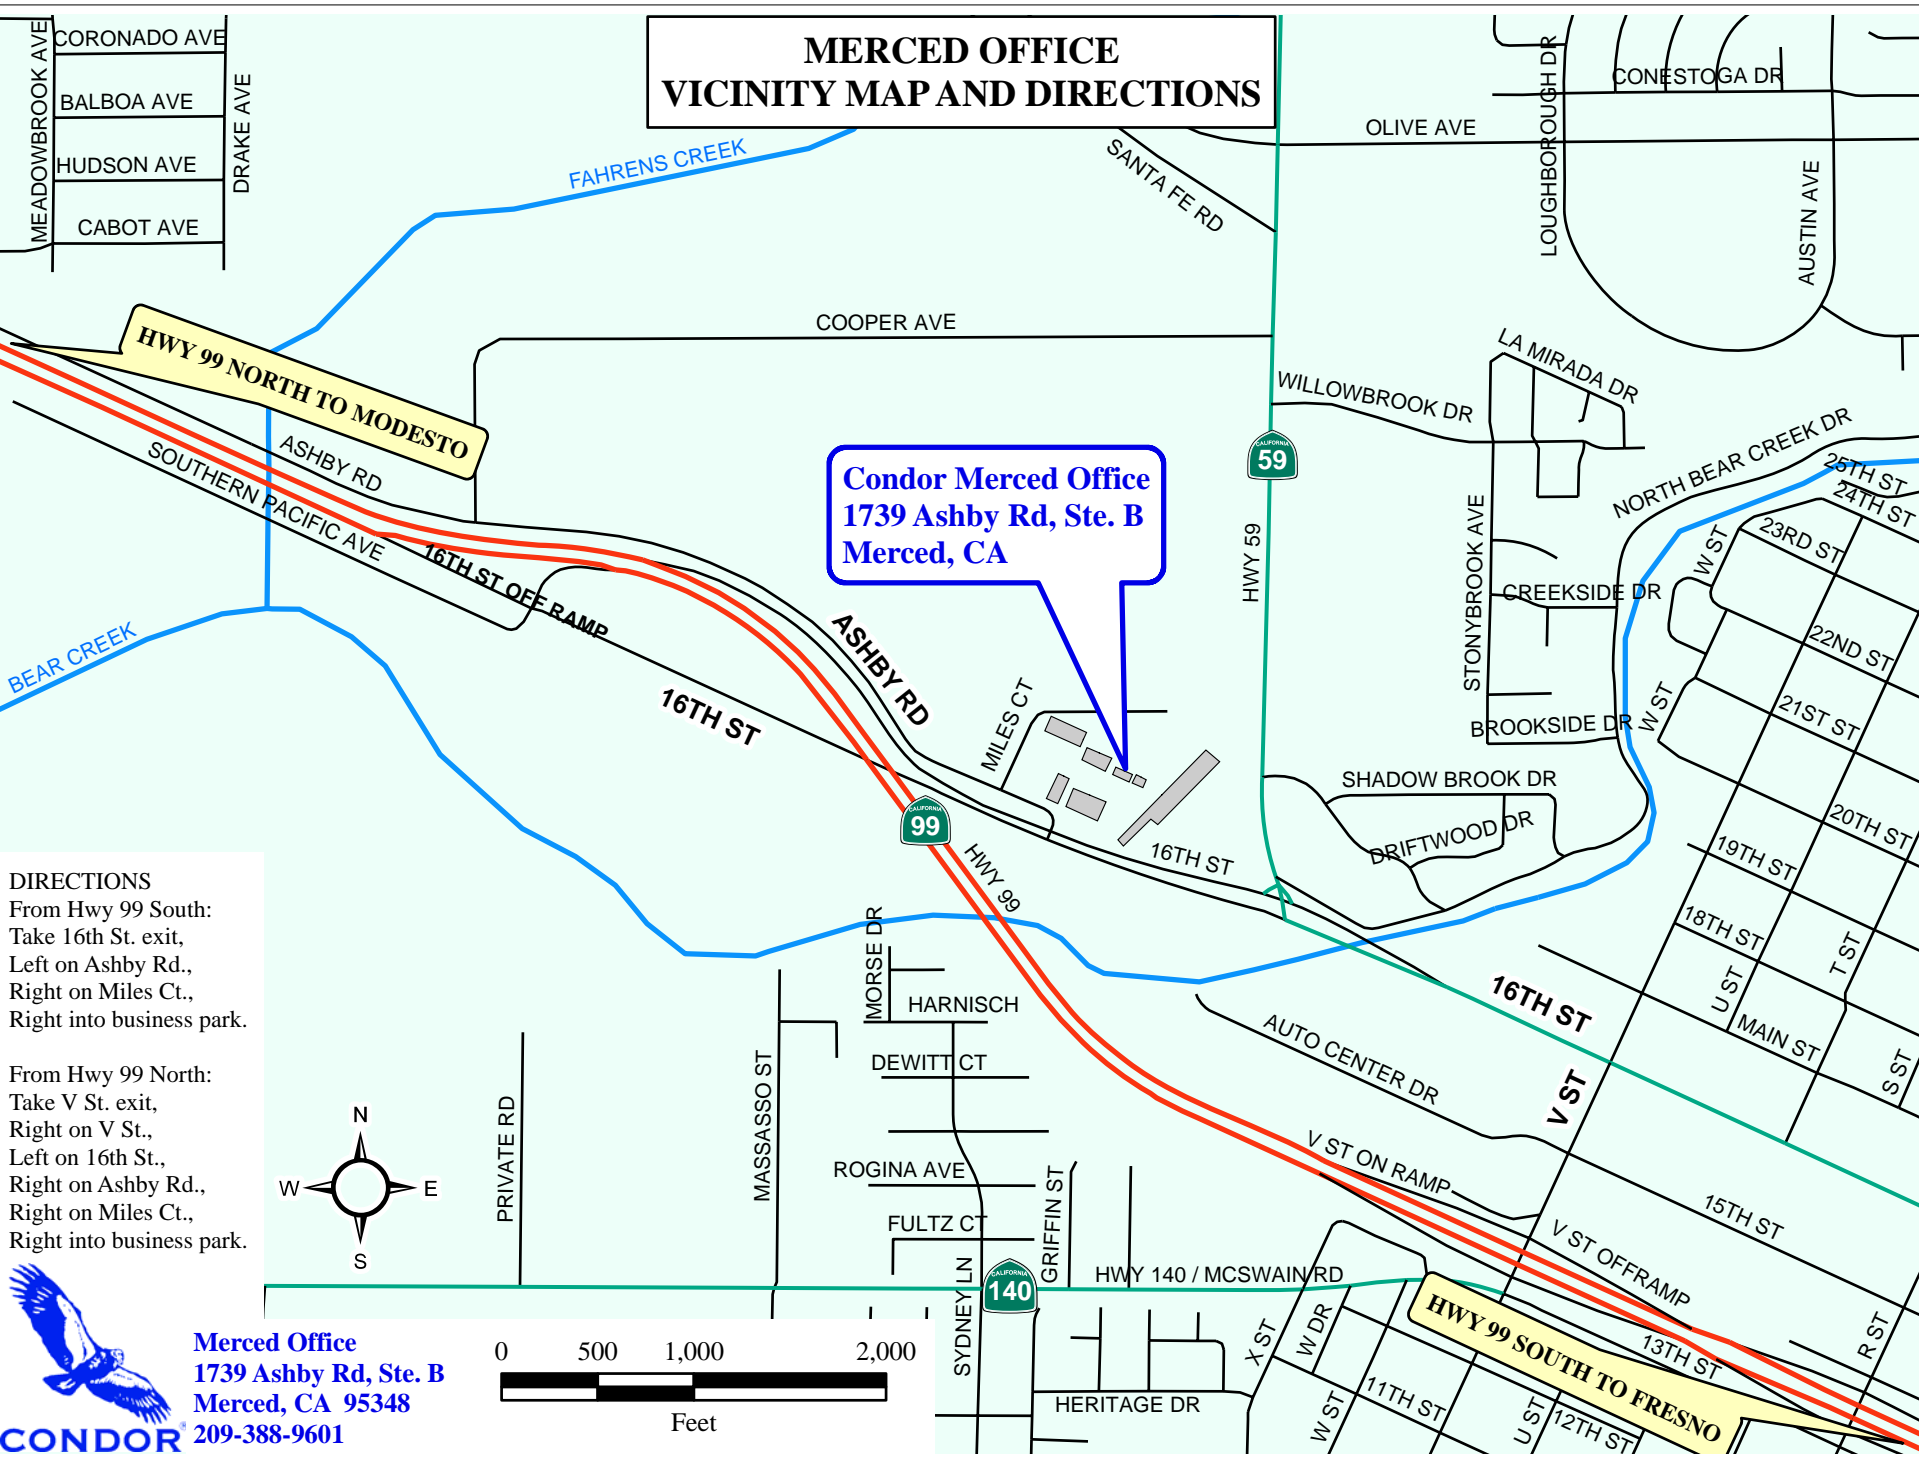 MERCED OFFICE
VICINITY MAP AND DIRECTIONS
CORONADO AVE
BALBOA AVE
HUDSON AVE
CABOT AVE
MEADOWBROOK AVE
DRAKE AVE
FAHRENS CREEK
SANTA FE RD
OLIVE AVE
CONESTOGA DR
LOUGHBOROUGH DR
AUSTIN AVE
COOPER AVE
HWY 99 NORTH TO MODESTO
ASHBY RD
SOUTHERN PACIFIC AVE
16TH ST OFF RAMP
BEAR CREEK
16TH ST
ASHBY RD
Condor Merced Office
1739 Ashby Rd, Ste. B
Merced, CA
CALIFORNIA
59
HWY 59
WILLOWBROOK DR
LA MIRADA DR
NORTH BEAR CREEK DR
25TH ST
24TH ST
23RD ST
W ST
STONYBROOK AVE
CREEKSIDE DR
22ND ST
W ST
21ST ST
BROOKSIDE DR
MILES CT
SHADOW BROOK DR
DRIFTWOOD DR
20TH ST
19TH ST
18TH ST
T ST
U ST
MAIN ST
S ST
CALIFORNIA
99
HWY 99
16TH ST
16TH ST
V ST
AUTO CENTER DR
MORSE DR
HARNISCH
DEWITT CT
MASSASSO ST
PRIVATE RD
ROGINA AVE
FULTZ CT
GRIFFIN ST
SYDNEY LN
V ST ON RAMP
V ST OFFRAMP
15TH ST
CALIFORNIA
140
HWY 140 / MCSWAIN RD
HWY 99 SOUTH TO FRESNO
13TH ST
R ST
X ST
W DR
W ST
11TH ST
U ST
12TH ST
HERITAGE DR
DIRECTIONS
From Hwy 99 South:
Take 16th St. exit,
Left on Ashby Rd.,
Right on Miles Ct.,
Right into business park.
From Hwy 99 North:
Take V St. exit,
Right on V St.,
Left on 16th St.,
Right on Ashby Rd.,
Right on Miles Ct.,
Right into business park.
N
W E
S
CONDOR®
Merced Office
1739 Ashby Rd, Ste. B
Merced, CA 95348
209-388-9601
0 500 1,000 2,000
Feet